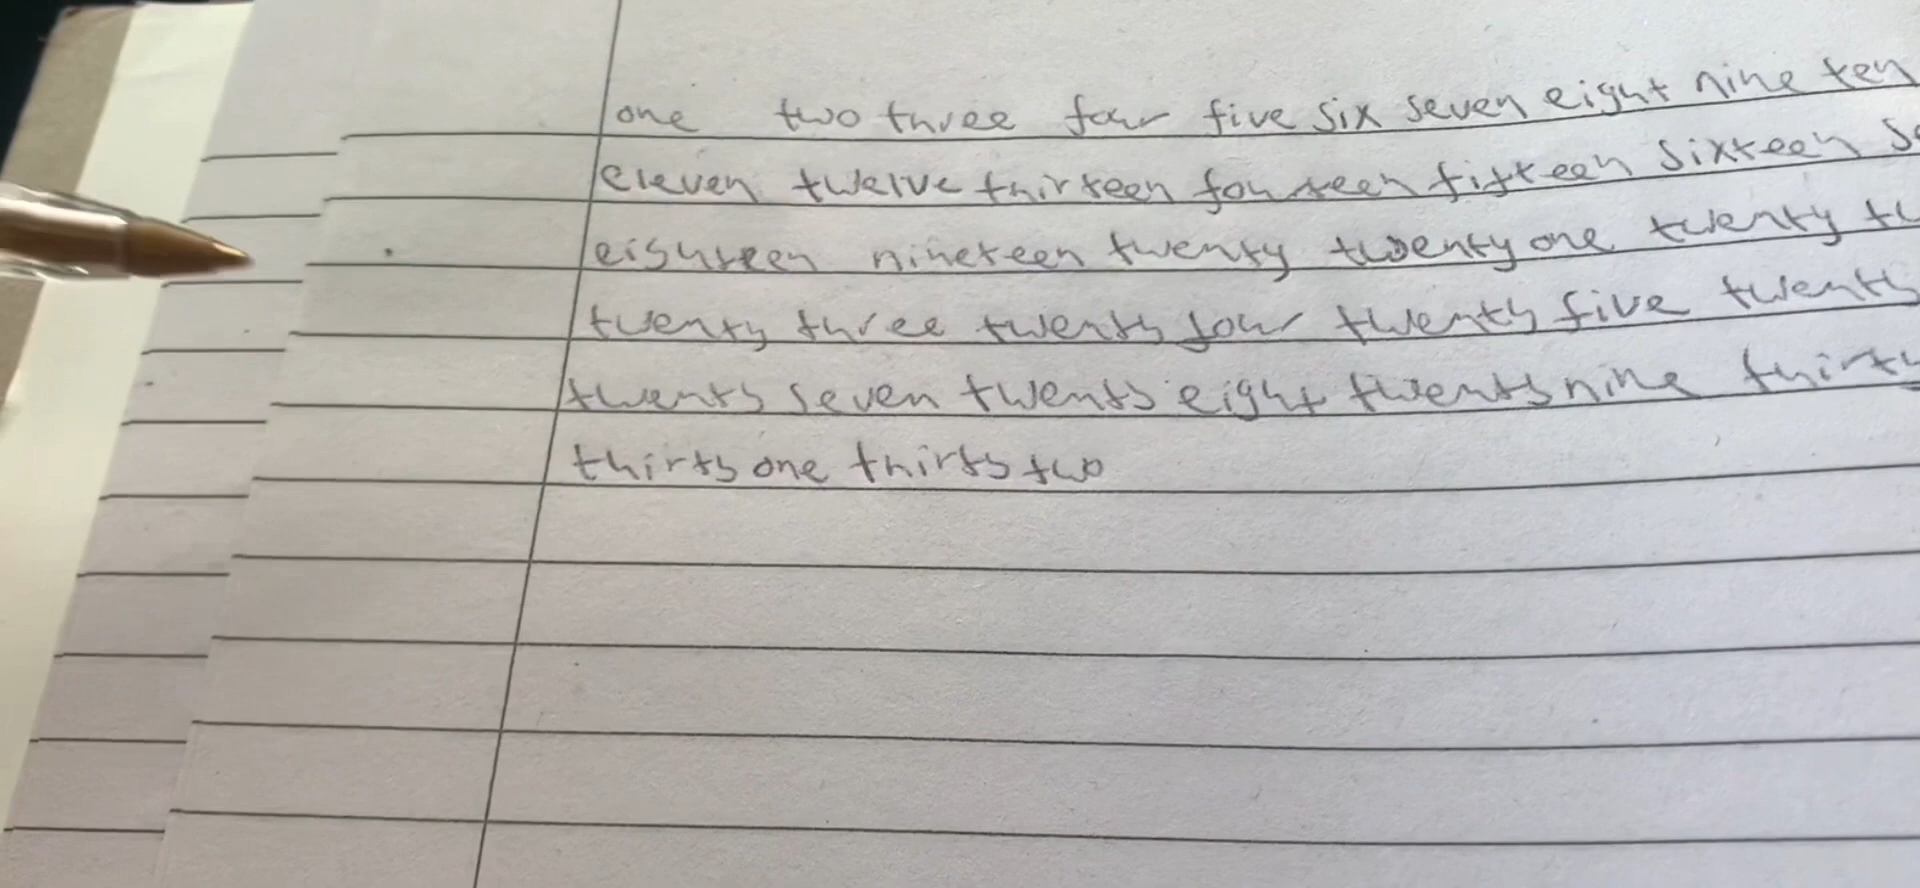 one two three four five six seven eight nine ten
eleven twelve thirteen fourteen fifteen sixteen
eighteen nineteen twenty twenty one twenty
twenty three twenty four twenty five twenty
twenty seven twenty eight twenty nine thirty
thirty one thirty two